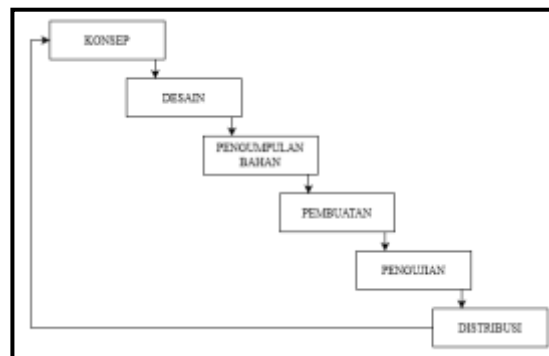 KONSEP
DESAIN
PENGUMPULAN
BAHAN
PEMBUATAN
PENGUJIAN
DISTRIBUSI